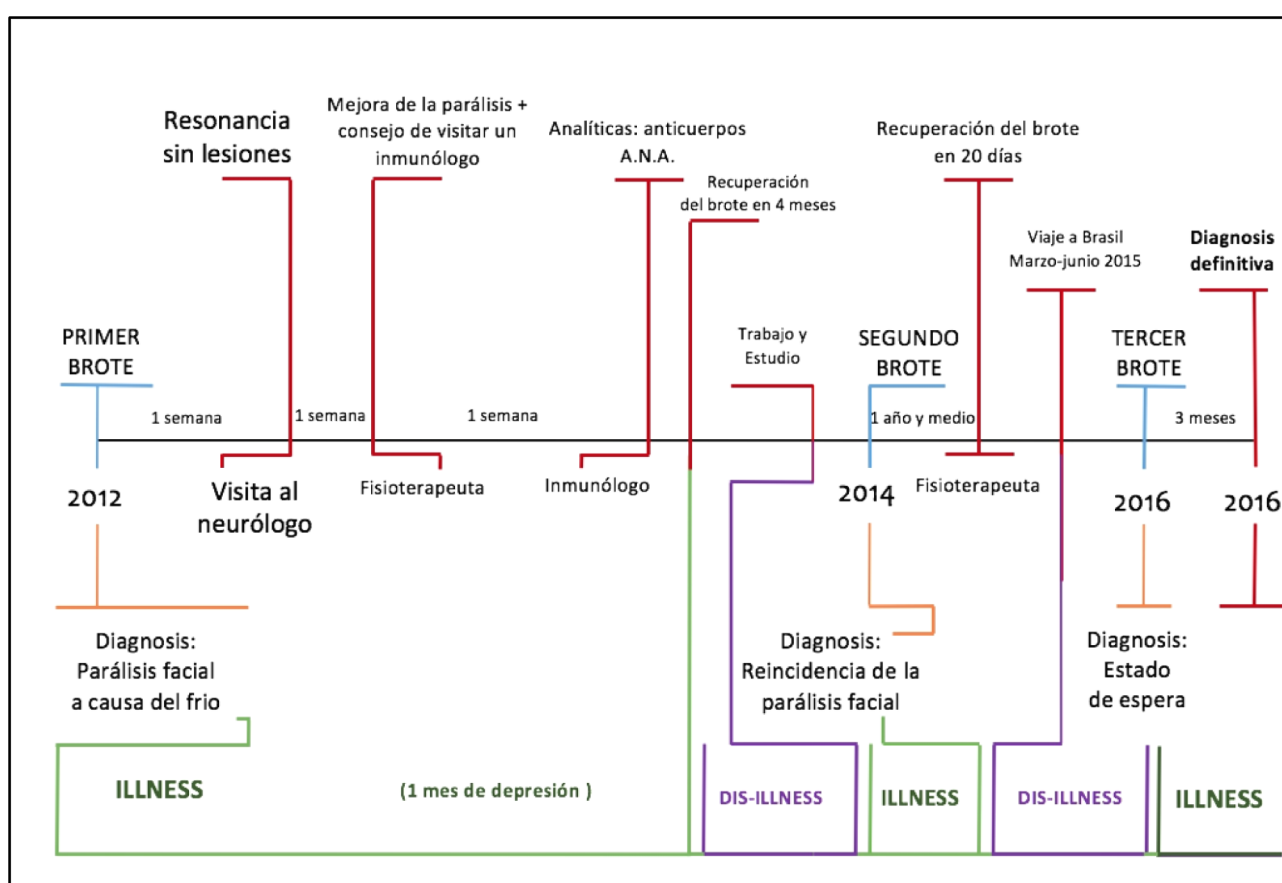 Resonancia
sin lesiones
Mejora de la parálisis +
consejo de visitar un
inmunólogo
Analíticas: anticuerpos
A.N.A.
Recuperación
del brote en 4 meses
Recuperación del brote
en 20 días
Viaje a Brasil
Marzo-junio 2015
Diagnosis
definitiva
PRIMER
BROTE
Trabajo y
Estudio
SEGUNDO
BROTE
TERCER
BROTE
1 semana
1 semana
1 semana
1 año y medio
3 meses
2012
Visita al
neurólogo
Fisioterapeuta
Inmunólogo
2014
Fisioterapeuta
2016
2016
Diagnosis:
Parálisis facial
a causa del frio
Diagnosis:
Reincidencia de la
parálisis facial
Diagnosis:
Estado
de espera
ILLNESS
(1 mes de depresión )
DIS-ILLNESS
ILLNESS
DIS-ILLNESS
ILLNESS